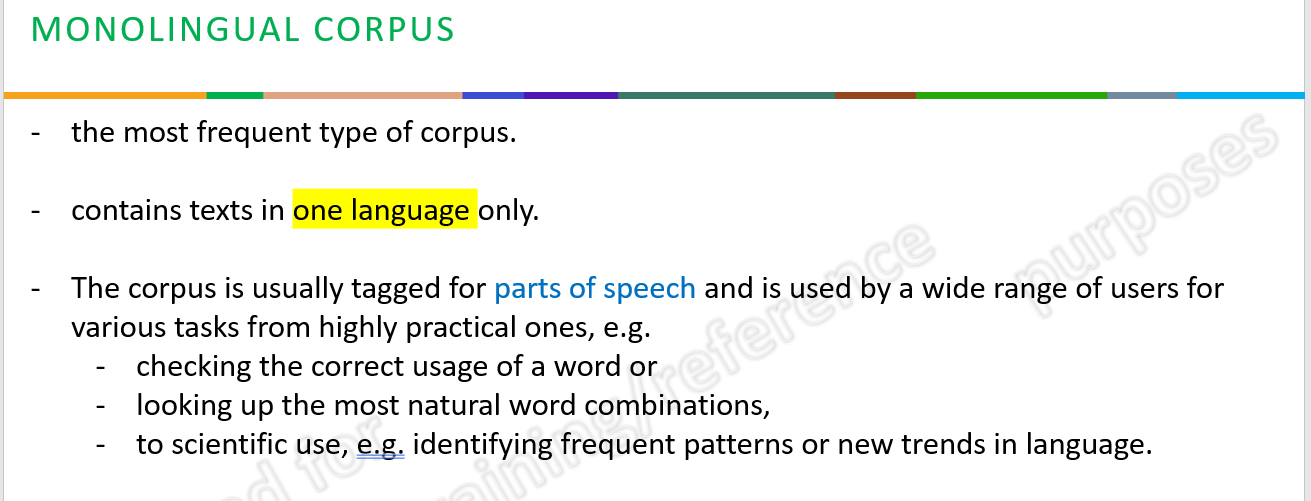 MONOLINGUAL CORPUS
- the most frequent type of corpus.
- contains texts in one language only.
- The corpus is usually tagged for parts of speech and is used by a wide range of users for
various tasks from highly practical ones, e.g.
- checking the correct usage of a word or
- looking up the most natural word combinations,
- to scientific use, e.g. identifying frequent patterns or new trends in language.
for
reference
purposes